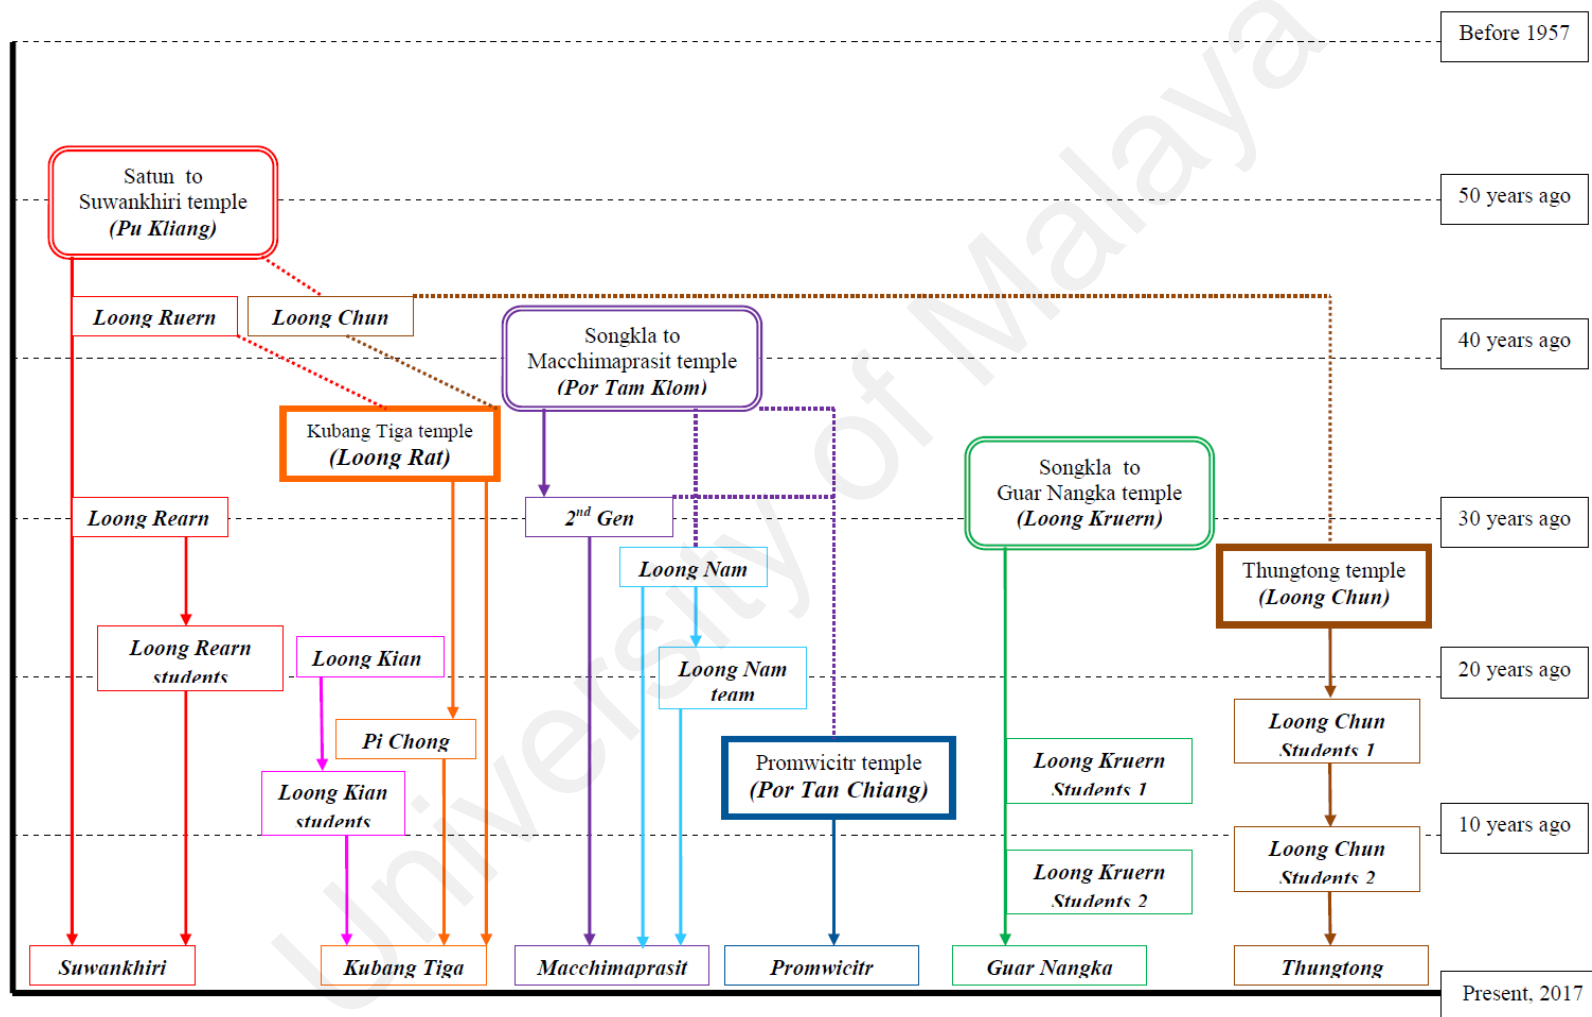 Before 1957
Satun to
Suwankhiri temple
(Pu Kliang)
50 years ago
Loong Ruern
Loong Chun
Songkla to
Macchimaprasit temple
(Por Tam Klom)
40 years ago
Kubang Tiga temple
(Loong Rat)
Songkla to
Guar Nangka temple
(Loong Kruern)
Loong Rearn
2nd Gen
30 years ago
Loong Nam
Thungtong temple
(Loong Chun)
Loong Rearn
students
Loong Kian
Loong Nam
team
20 years ago
Pi Chong
Loong Chun
Students 1
Promwicitr temple
(Por Tan Chiang)
Loong Kruern
Students 1
Loong Kian
students
10 years ago
Loong Chun
Students 2
Loong Kruern
Students 2
Suwankhiri
Kubang Tiga
Macchimaprasit
Promwicitr
Guar Nangka
Thungtong
Present, 2017
University of Malaya